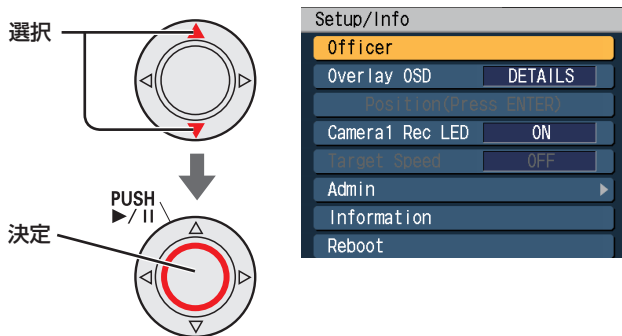 選択
PUSH
▶/II
決定
Setup/Info
Officer
Overlay OSD DETAILS
Position(Press ENTER)
Camera1 Rec LED ON
Target Speed OFF
Admin
Information
Reboot